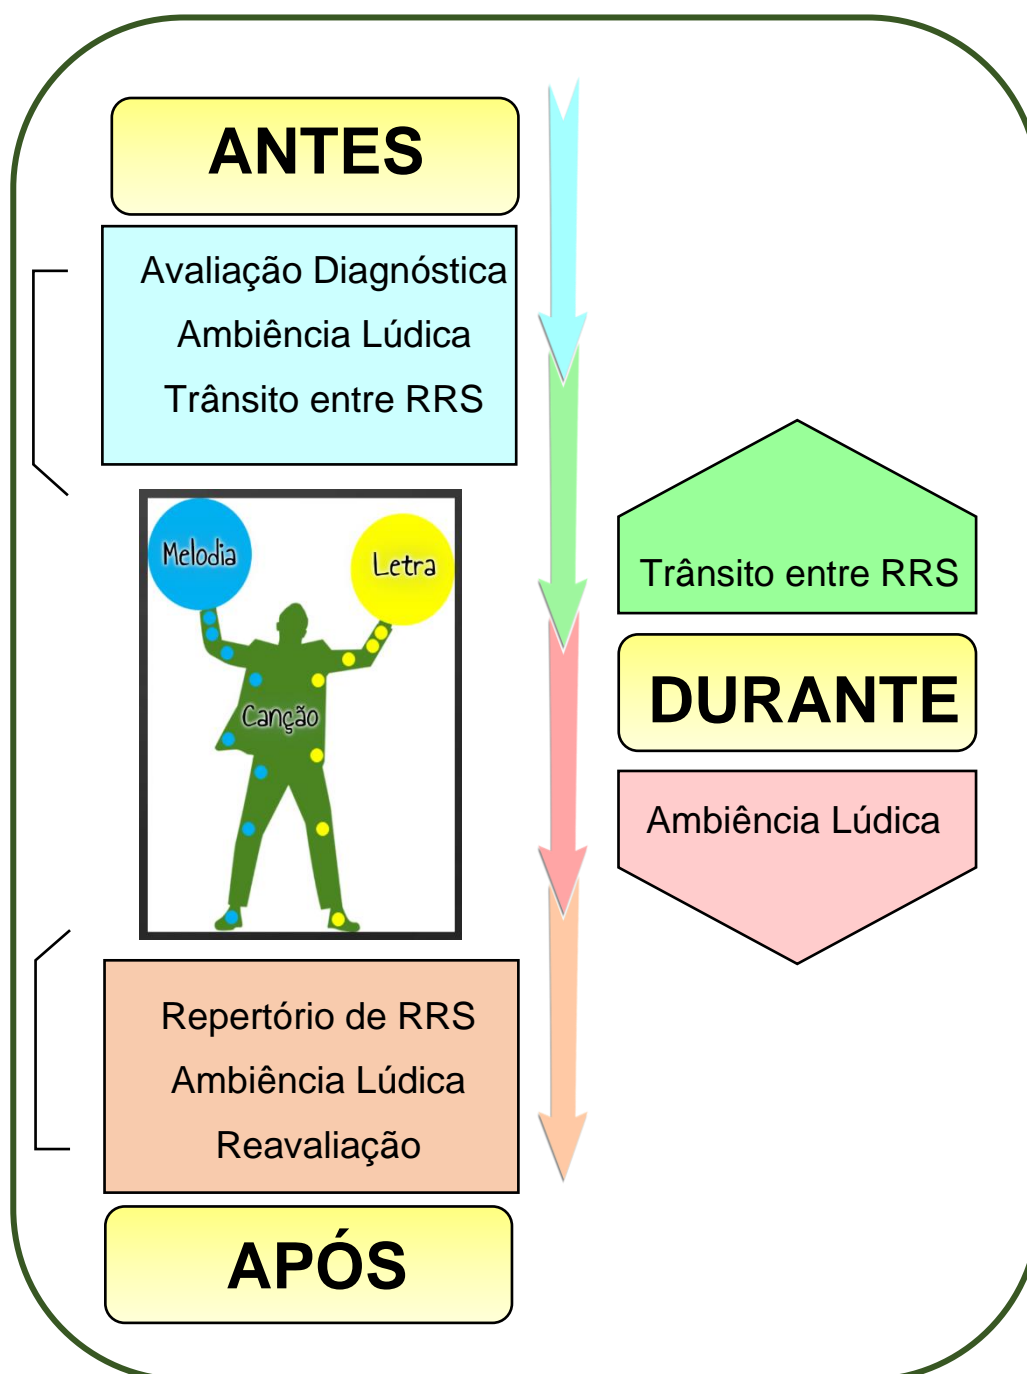 ANTES
Avaliação Diagnóstica
Ambiência Lúdica
Trânsito entre RRS
Melodia
Letra
Canção
Trânsito entre RRS
DURANTE
Ambiência Lúdica
Repertório de RRS
Ambiência Lúdica
Reavaliação
APÓS